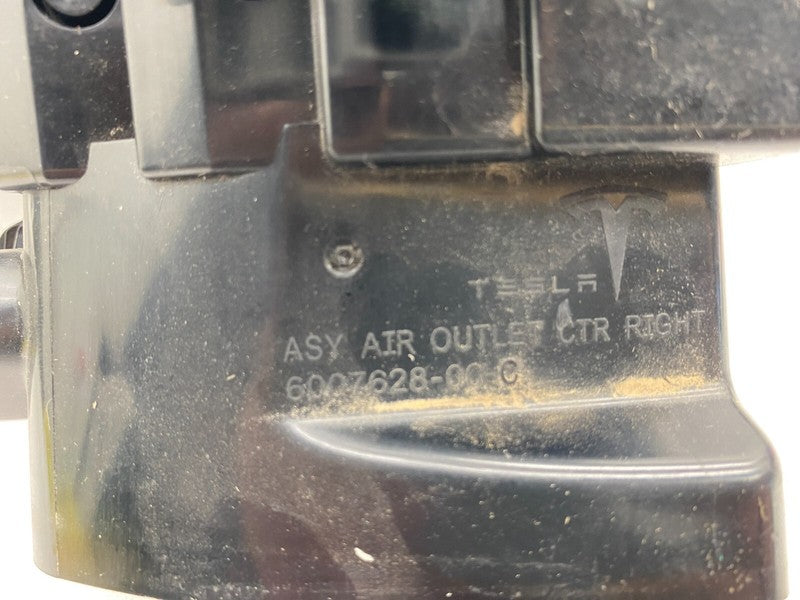 TESLA
ASY AIR OUTLET CTR RIGHT
6007628-00-C